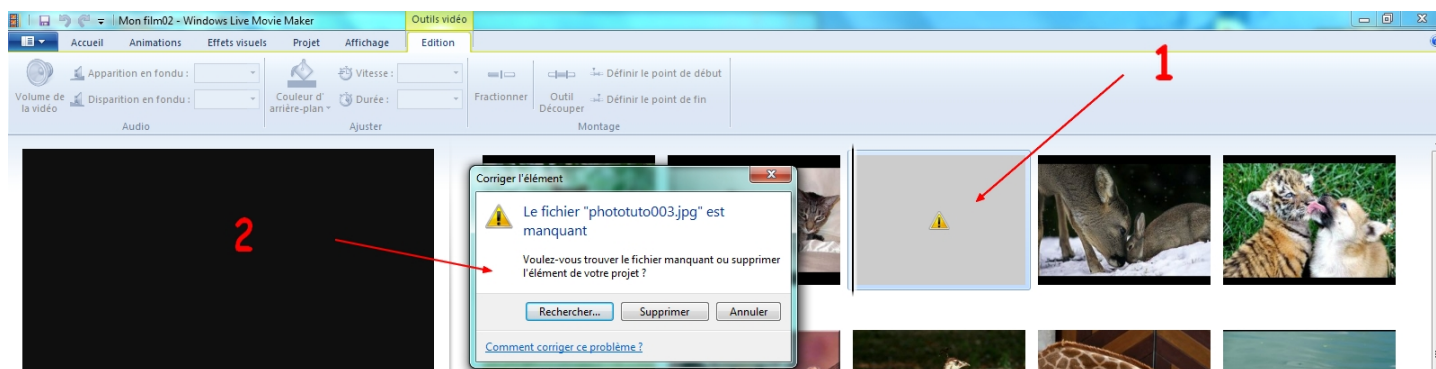 Mon film02 - Windows Live Movie Maker
Outils vidéo
Accueil Animations Effets visuels Projet Affichage Edition
1
Volume de la vidéo
Apparition en fondu :
Disparition en fondu :
Audio
Couleur d'
arrière-plan
Vitesse :
Durée :
Ajuster
Fractionner
Outil
Découper
Définir le point de début
Définir le point de fin
Montage
2
Corriger l'élément
Le fichier "phototuto003.jpg" est
manquant
Voulez-vous trouver le fichier manquant ou supprimer
l'élément de votre projet ?
Rechercher... Supprimer Annuler
Comment corriger ce problème ?